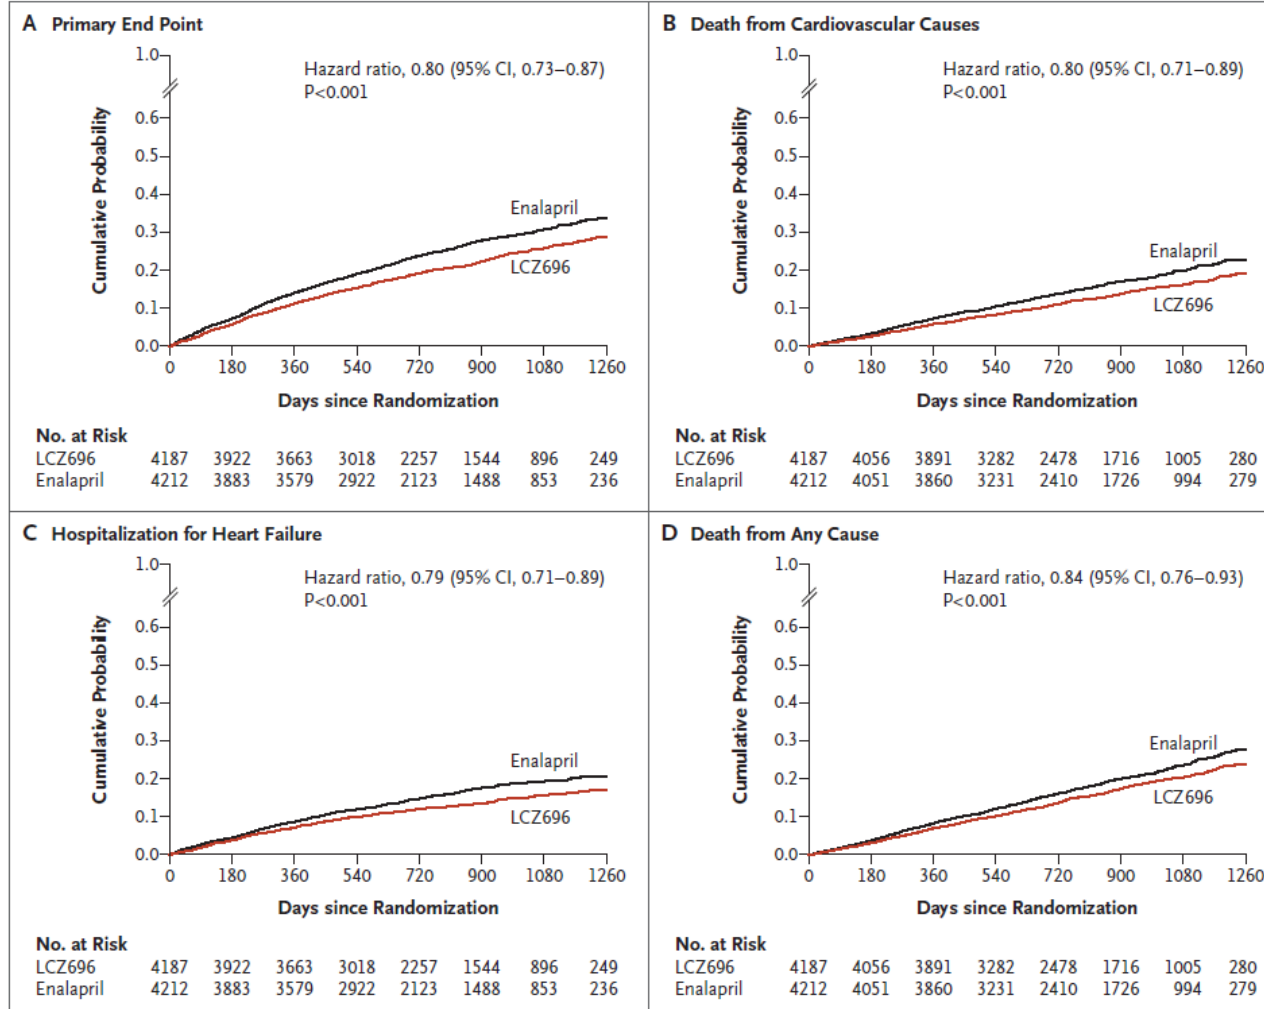 A Primary End Point
1.0
Hazard ratio, 0.80 (95% CI, 0.73–0.87)
P<0.001
0.6
0.5
0.4
0.3
0.2
0.1
0.0
Cumulative Probability
Enalapril
LCZ696
0 180 360 540 720 900 1080 1260
Days since Randomization
No. at Risk
LCZ696 4187 3922 3663 3018 2257 1544 896 249
Enalapril 4212 3883 3579 2922 2123 1488 853 236
B Death from Cardiovascular Causes
1.0
Hazard ratio, 0.80 (95% CI, 0.71–0.89)
P<0.001
0.6
0.5
0.4
0.3
0.2
0.1
0.0
Cumulative Probability
Enalapril
LCZ696
0 180 360 540 720 900 1080 1260
Days since Randomization
No. at Risk
LCZ696 4187 4056 3891 3282 2478 1716 1005 280
Enalapril 4212 4051 3860 3231 2410 1726 994 279
C Hospitalization for Heart Failure
1.0
Hazard ratio, 0.79 (95% CI, 0.71–0.89)
P<0.001
0.6
0.5
0.4
0.3
0.2
0.1
0.0
Cumulative Probability
Enalapril
LCZ696
0 180 360 540 720 900 1080 1260
Days since Randomization
No. at Risk
LCZ696 4187 3922 3663 3018 2257 1544 896 249
Enalapril 4212 3883 3579 2922 2123 1488 853 236
D Death from Any Cause
1.0
Hazard ratio, 0.84 (95% CI, 0.76–0.93)
P<0.001
0.6
0.5
0.4
0.3
0.2
0.1
0.0
Cumulative Probability
Enalapril
LCZ696
0 180 360 540 720 900 1080 1260
Days since Randomization
No. at Risk
LCZ696 4187 4056 3891 3282 2478 1716 1005 280
Enalapril 4212 4051 3860 3231 2410 1726 994 279